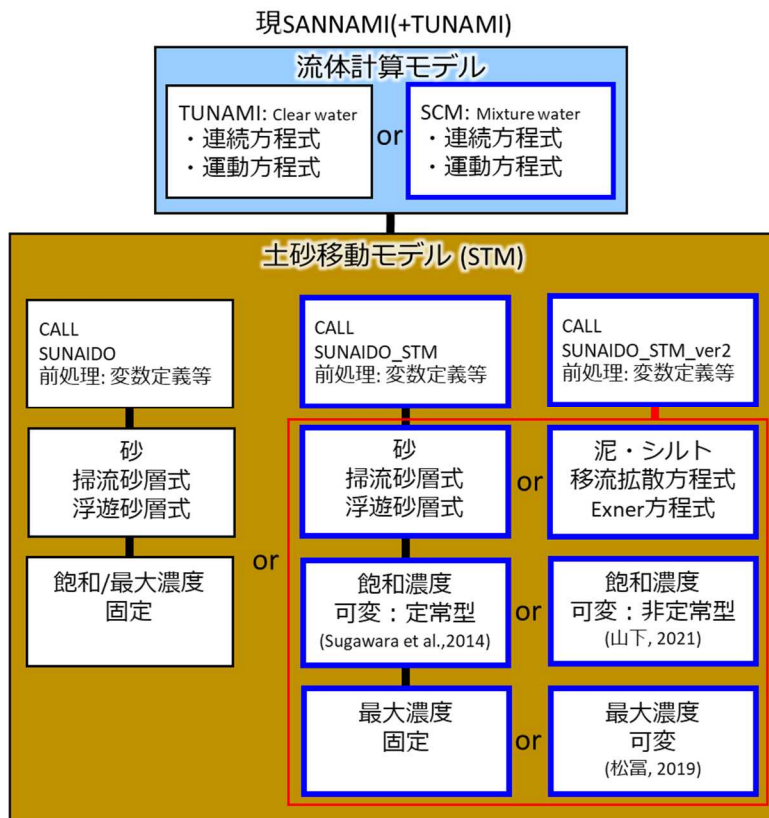 現SANNAMI(+TUNAMI)
流体計算モデル
TUNAMI: Clear water
・連続方程式
・運動方程式
or
SCM: Mixture water
・連続方程式
・運動方程式
土砂移動モデル (STM)
CALL
SUNAIDO
前処理: 変数定義等
砂
掃流砂層式
浮遊砂層式
飽和/最大濃度
固定
or
CALL
SUNAIDO_STM
前処理: 変数定義等
CALL
SUNAIDO_STM_ver2
前処理: 変数定義等
砂
掃流砂層式
浮遊砂層式
or
泥・シルト
移流拡散方程式
Exner方程式
飽和濃度
可変：定常型
(Sugawara et al.,2014)
or
飽和濃度
可変：非定常型
(山下, 2021)
最大濃度
固定
or
最大濃度
可変
(松冨, 2019)